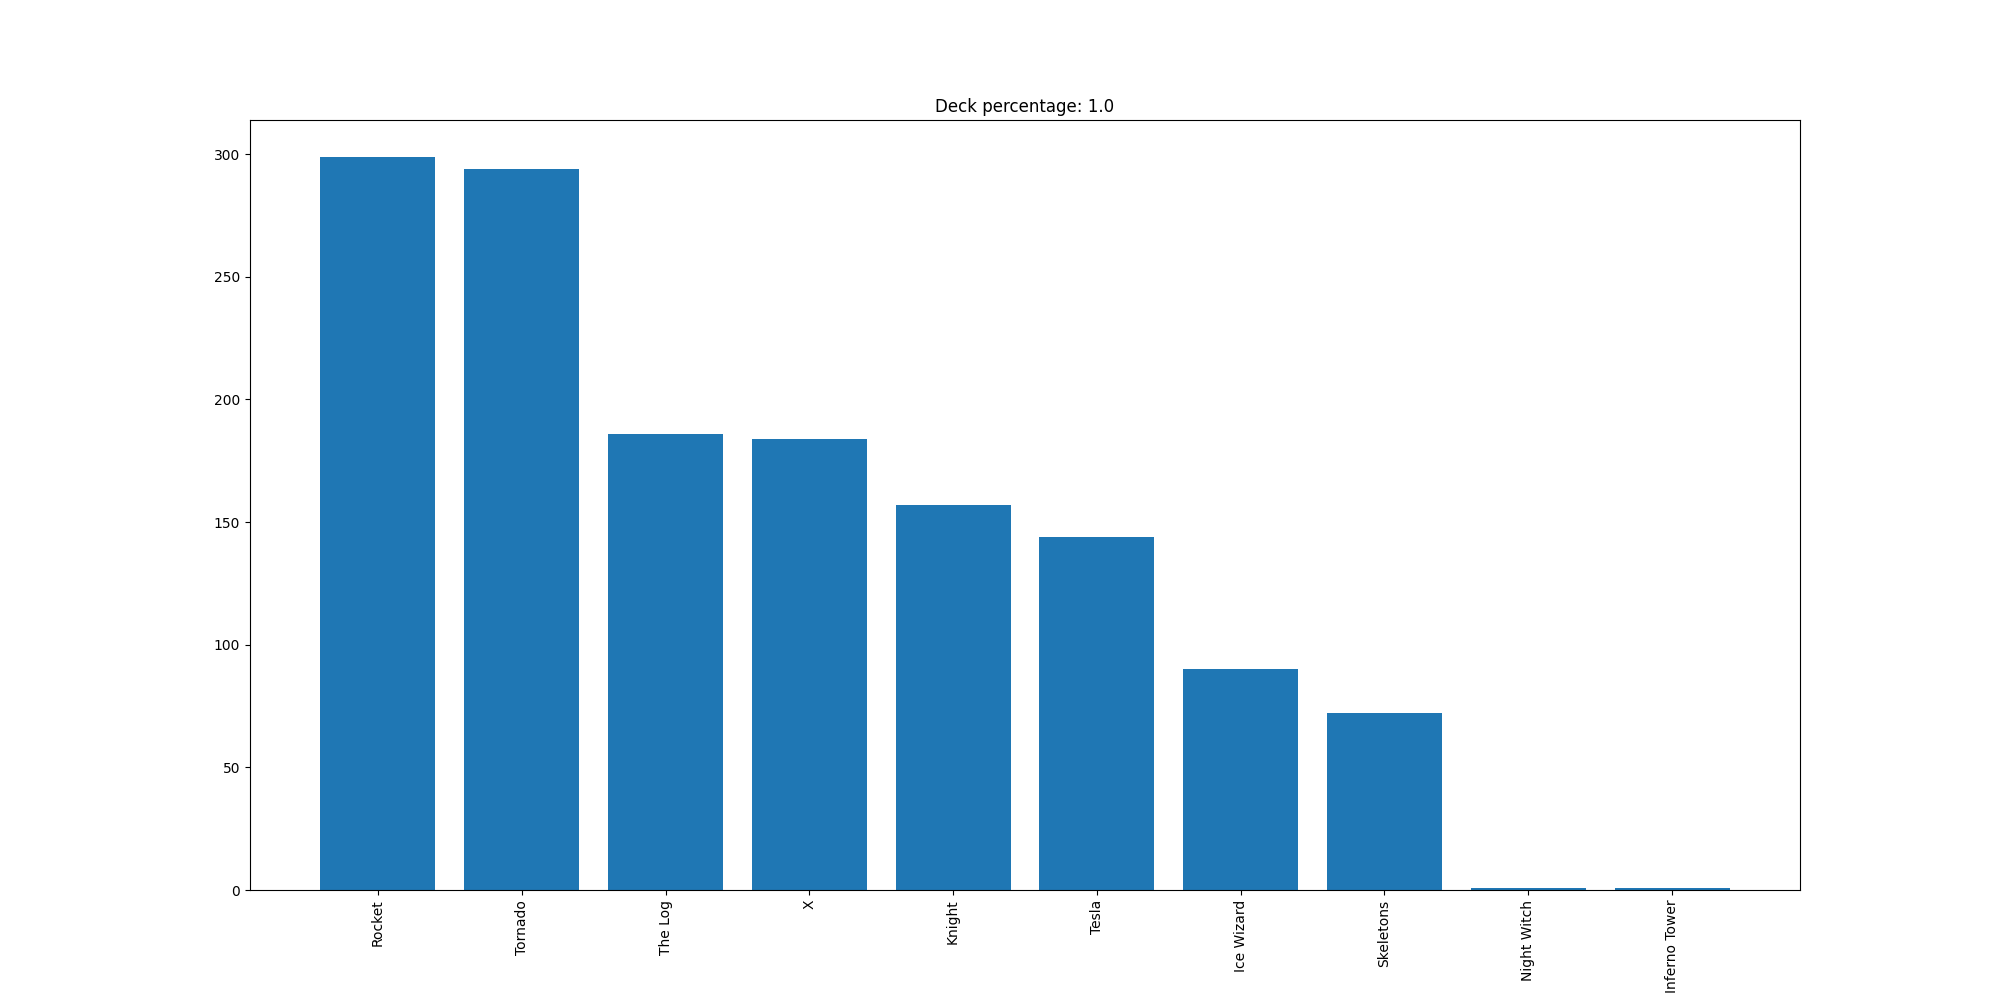 Deck percentage: 1.0
300
250
200
150
100
50
0
Rocket
Tornado
The Log
X
Knight
Tesla
Ice Wizard
Skeletons
Night Witch
Inferno Tower